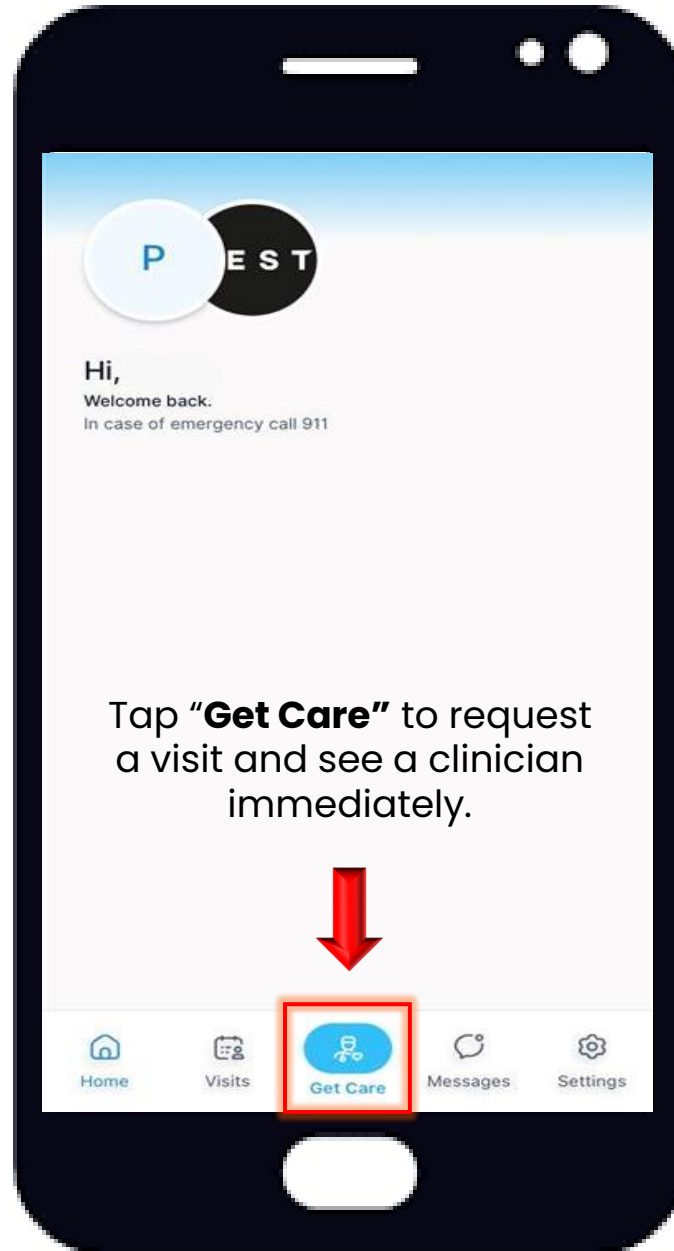 P
EST
Hi,
Welcome back.
In case of emergency call 911
Tap “Get Care” to request
a visit and see a clinician
immediately.
Home
Visits
Get Care
Messages
Settings